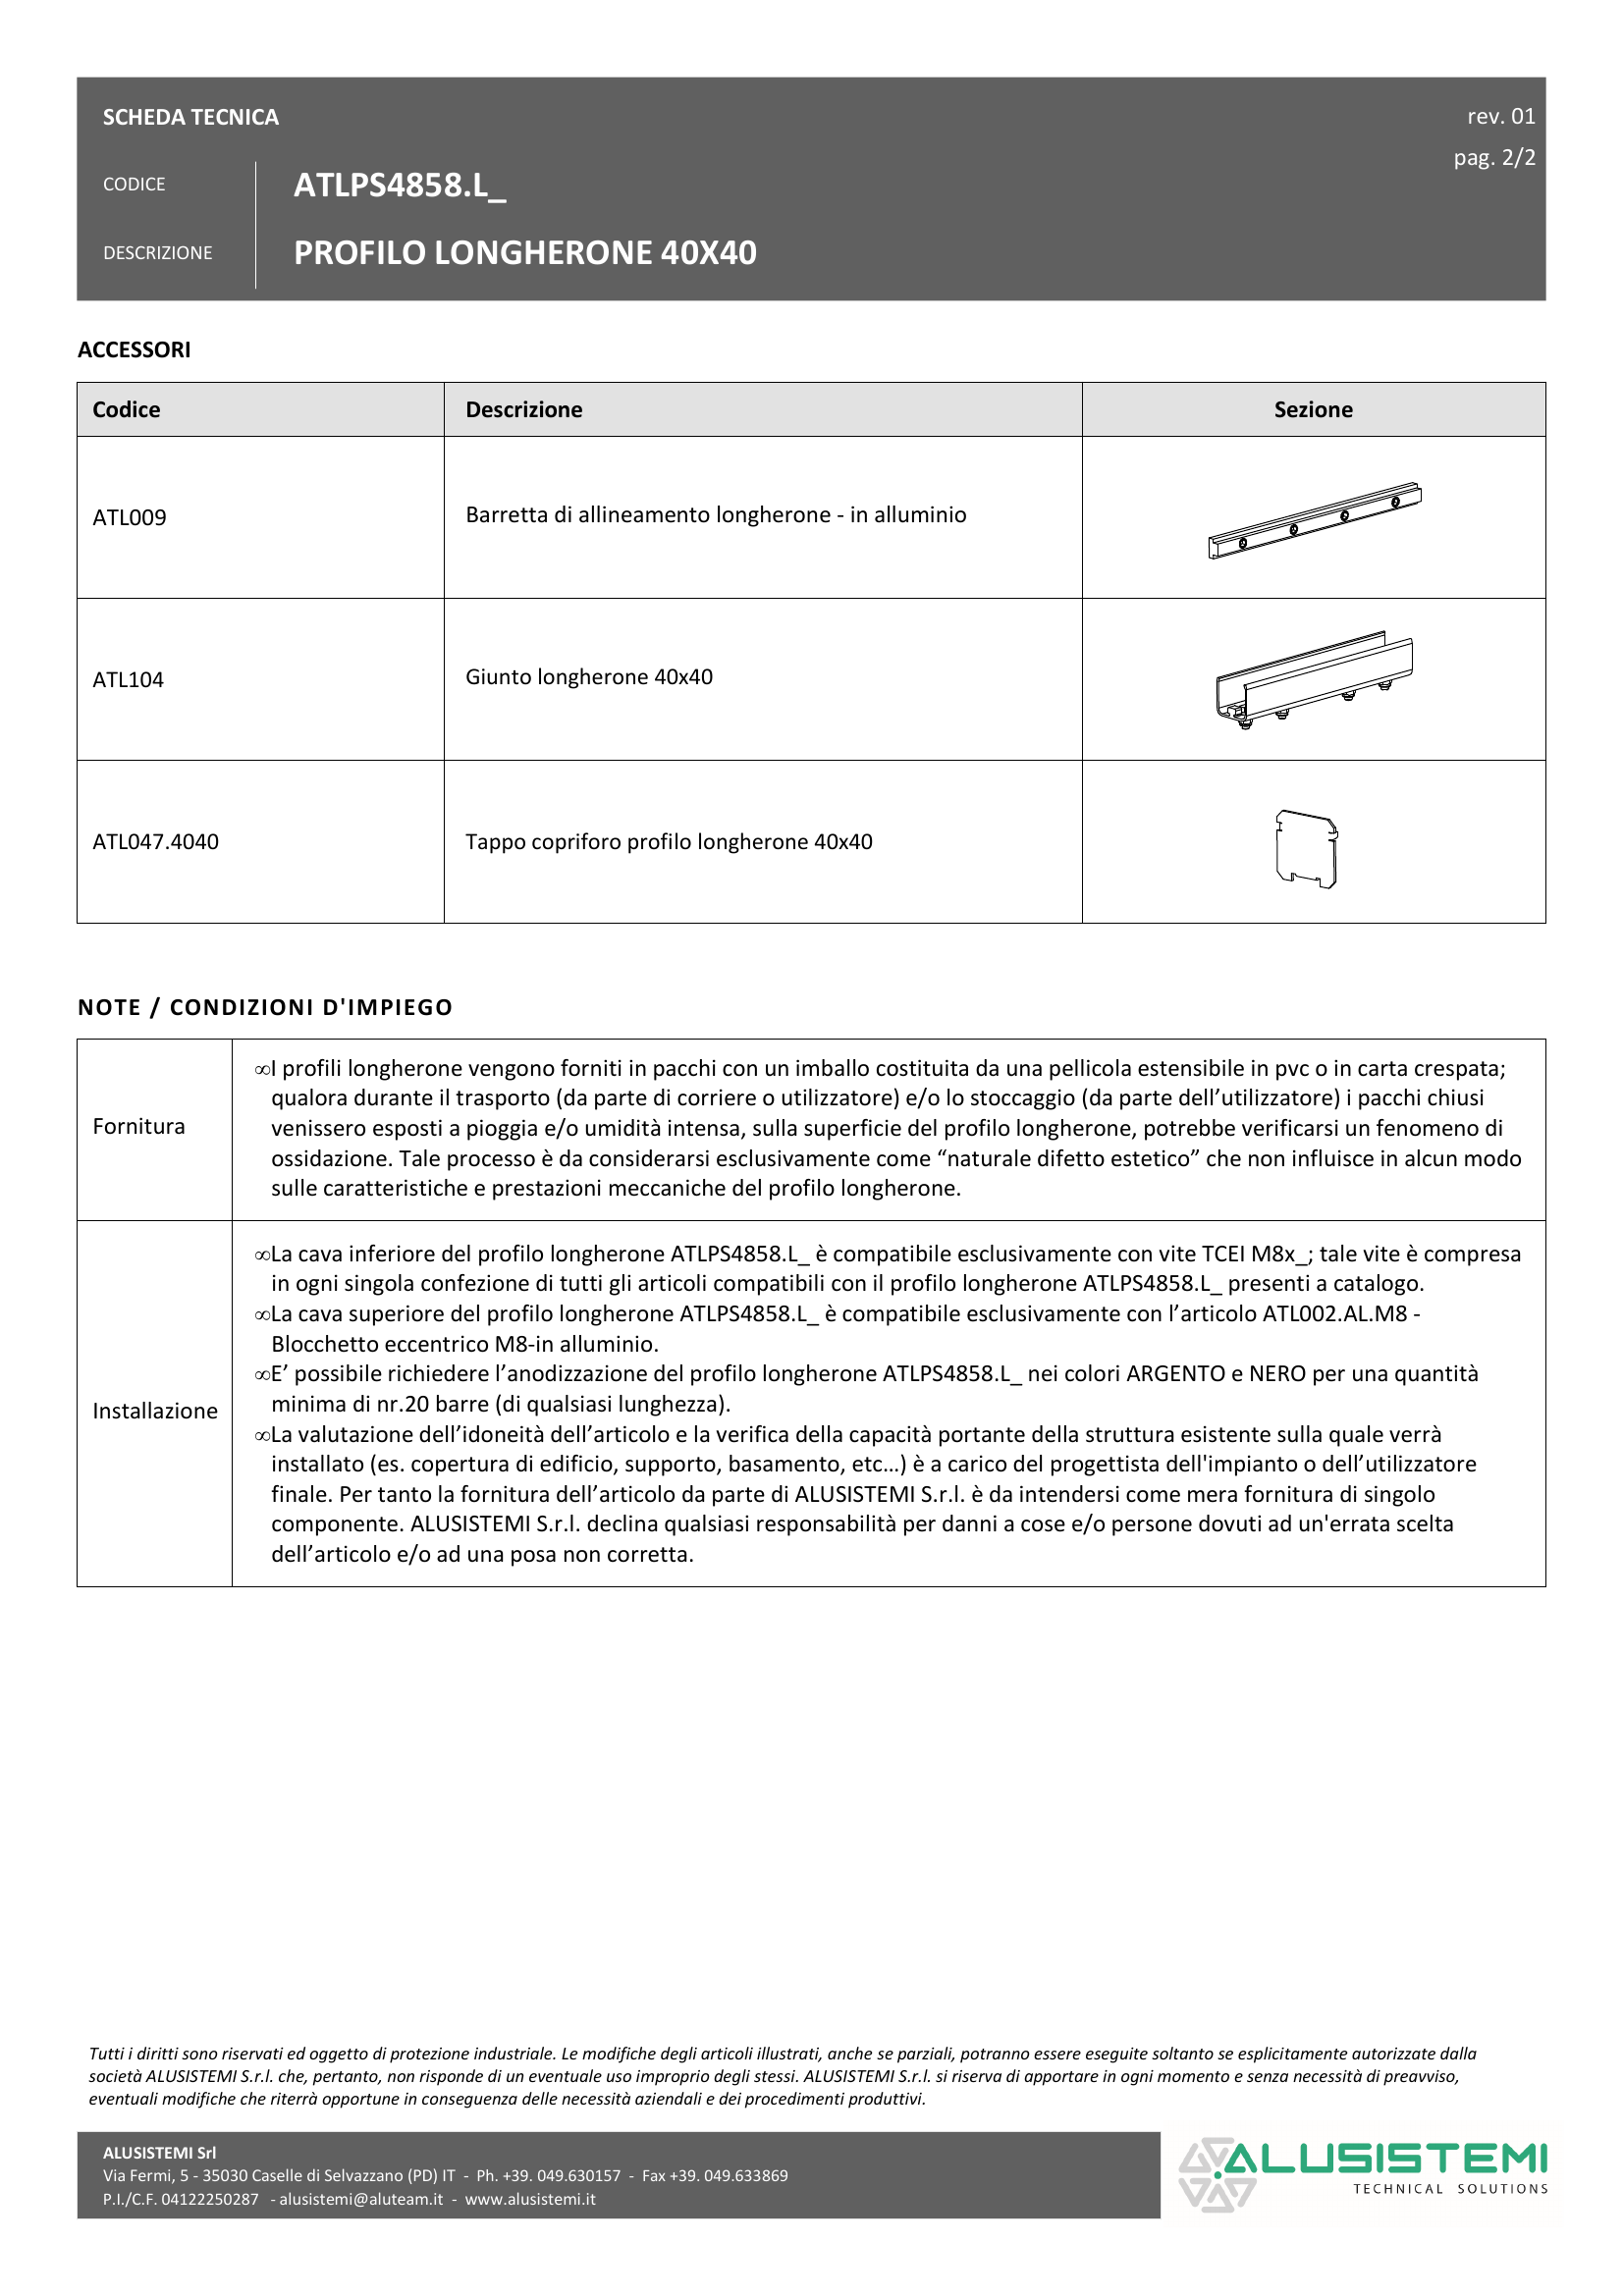 SCHEDA TECNICA
rev. 01
pag. 2/2
CODICE
ATLPS4858.L_
DESCRIZIONE
PROFILO LONGHERONE 40X40
ACCESSORI
Codice Descrizione Sezione
ATL009 Barretta di allineamento longherone - in alluminio
ATL104 Giunto longherone 40x40
ATL047.4040 Tappo copriforo profilo longherone 40x40
NOTE / CONDIZIONI D'IMPIEGO
Fornitura
∞I profili longherone vengono forniti in pacchi con un imballo costituita da una pellicola estensibile in pvc o in carta crespata;
qualora durante il trasporto (da parte di corriere o utilizzatore) e/o lo stoccaggio (da parte dell’utilizzatore) i pacchi chiusi
venissero esposti a pioggia e/o umidità intensa, sulla superficie del profilo longherone, potrebbe verificarsi un fenomeno di
ossidazione. Tale processo è da considerarsi esclusivamente come “naturale difetto estetico” che non influisce in alcun modo
sulle caratteristiche e prestazioni meccaniche del profilo longherone.
Installazione
∞La cava inferiore del profilo longherone ATLPS4858.L_ è compatibile esclusivamente con vite TCEI M8x_; tale vite è compresa
in ogni singola confezione di tutti gli articoli compatibili con il profilo longherone ATLPS4858.L_ presenti a catalogo.
∞La cava superiore del profilo longherone ATLPS4858.L_ è compatibile esclusivamente con l’articolo ATL002.AL.M8 -
Blocchetto eccentrico M8-in alluminio.
∞E’ possibile richiedere l’anodizzazione del profilo longherone ATLPS4858.L_ nei colori ARGENTO e NERO per una quantità
minima di nr.20 barre (di qualsiasi lunghezza).
∞La valutazione dell’idoneità dell’articolo e la verifica della capacità portante della struttura esistente sulla quale verrà
installato (es. copertura di edificio, supporto, basamento, etc…) è a carico del progettista dell'impianto o dell’utilizzatore
finale. Per tanto la fornitura dell’articolo da parte di ALUSISTEMI S.r.l. è da intendersi come mera fornitura di singolo
componente. ALUSISTEMI S.r.l. declina qualsiasi responsabilità per danni a cose e/o persone dovuti ad un'errata scelta
dell’articolo e/o ad una posa non corretta.
Tutti i diritti sono riservati ed oggetto di protezione industriale. Le modifiche degli articoli illustrati, anche se parziali, potranno essere eseguite soltanto se esplicitamente autorizzate dalla
società ALUSISTEMI S.r.l. che, pertanto, non risponde di un eventuale uso improprio degli stessi. ALUSISTEMI S.r.l. si riserva di apportare in ogni momento e senza necessità di preavviso,
eventuali modifiche che riterrà opportune in conseguenza delle necessità aziendali e dei procedimenti produttivi.
ALUSISTEMI Srl
Via Fermi, 5 - 35030 Caselle di Selvazzano (PD) IT - Ph. +39. 049.630157 - Fax +39. 049.633869
P.I./C.F. 04122250287 - alusistemi@aluteam.it - www.alusistemi.it
ALUSISTEMI
TECHNICAL SOLUTIONS